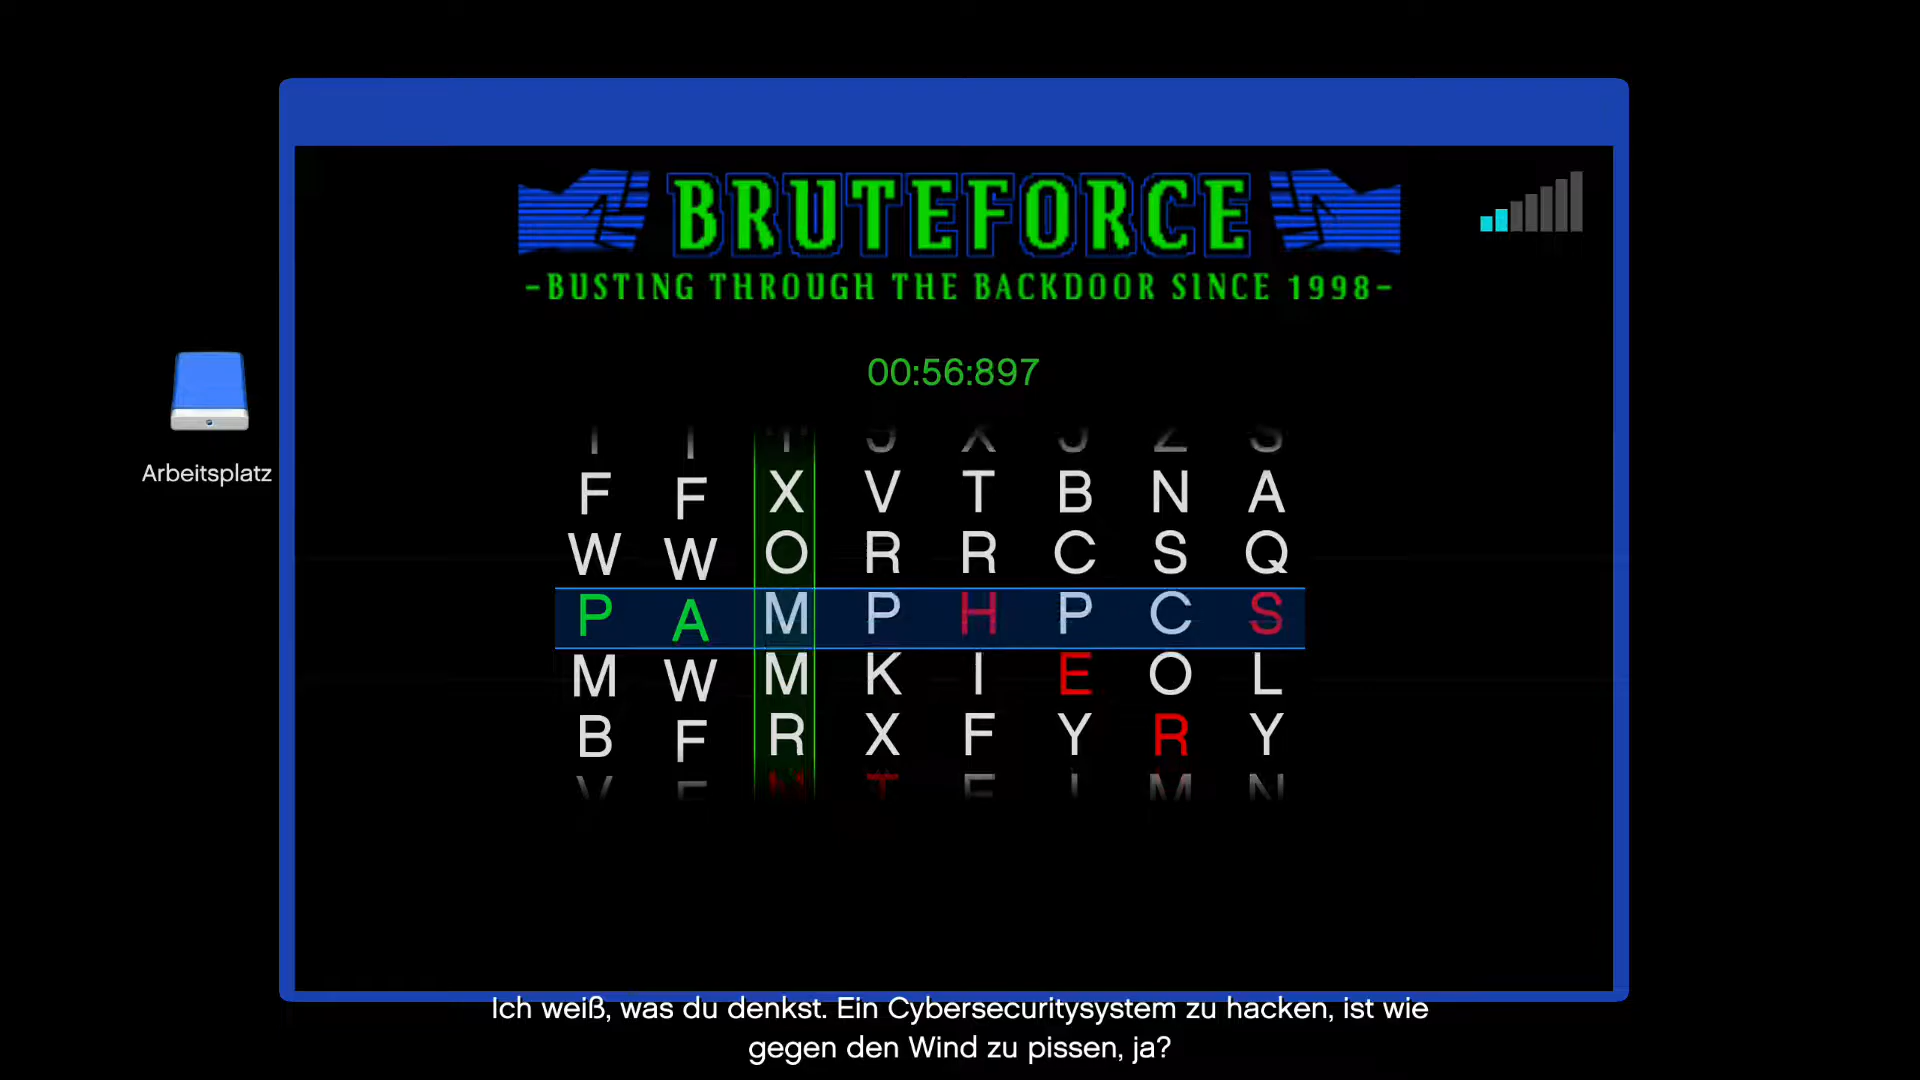 BRUTEFORCE
-BUSTING THROUGH THE BACKDOOR SINCE 1998-
00:56:897
Arbeitsplatz
F F X V T B N A
W W O R R C S Q
P A M P H P C S
M W M K I E O L
B F R X F Y R Y
Ich weiß, was du denkst. Ein Cybersecuritysystem zu hacken, ist wie
gegen den Wind zu pissen, ja?